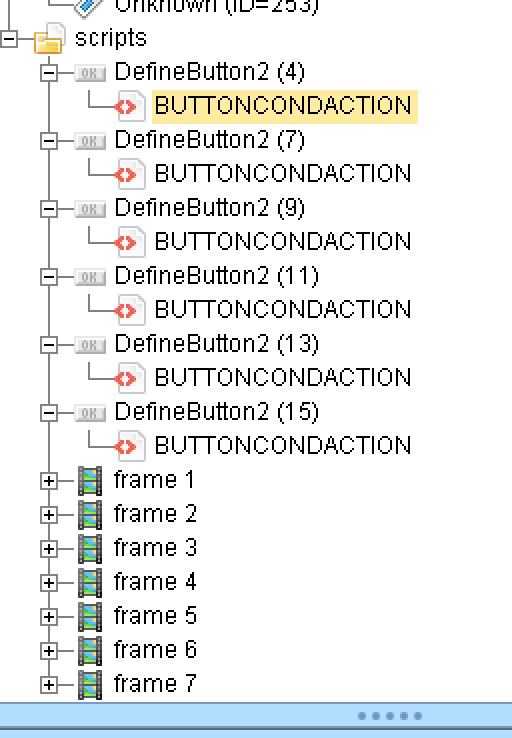 Unknown (ID=253)
scripts
OK DefineButton2 (4)
BUTTONCONDACTION
OK DefineButton2 (7)
BUTTONCONDACTION
OK DefineButton2 (9)
BUTTONCONDACTION
OK DefineButton2 (11)
BUTTONCONDACTION
OK DefineButton2 (13)
BUTTONCONDACTION
OK DefineButton2 (15)
BUTTONCONDACTION
frame 1
frame 2
frame 3
frame 4
frame 5
frame 6
frame 7